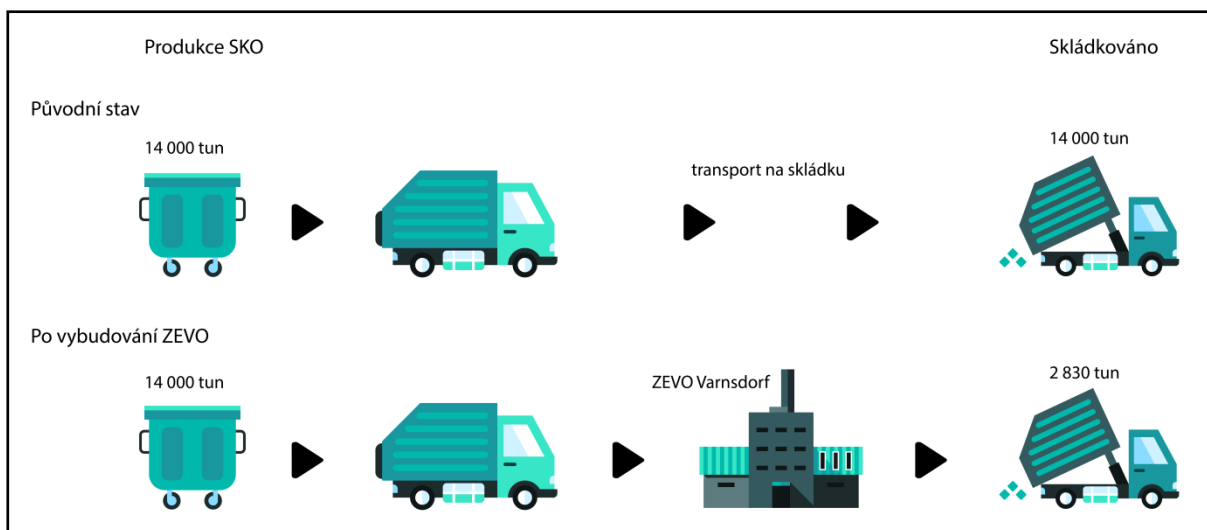 Produkce SKO
Skládkováno
Původní stav
14 000 tun
transport na skládku
14 000 tun
Po vybudování ZEVO
14 000 tun
ZEVO Varnsdorf
2 830 tun